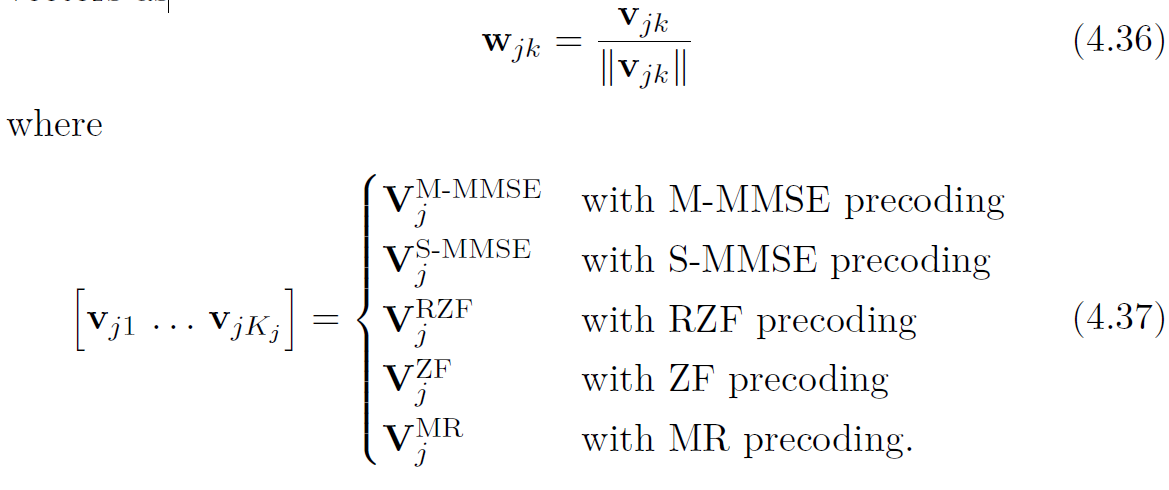 w_{jk} = \frac{v_{jk}}{\|v_{jk}\|} (4.36)
where
[v_{j1} … v_{jK_j}] = { (4.37)
V_j^{M-MMSE} with M-MMSE precoding
V_j^{S-MMSE} with S-MMSE precoding
V_j^{RZF} with RZF precoding
V_j^{ZF} with ZF precoding
V_j^{MR} with MR precoding.